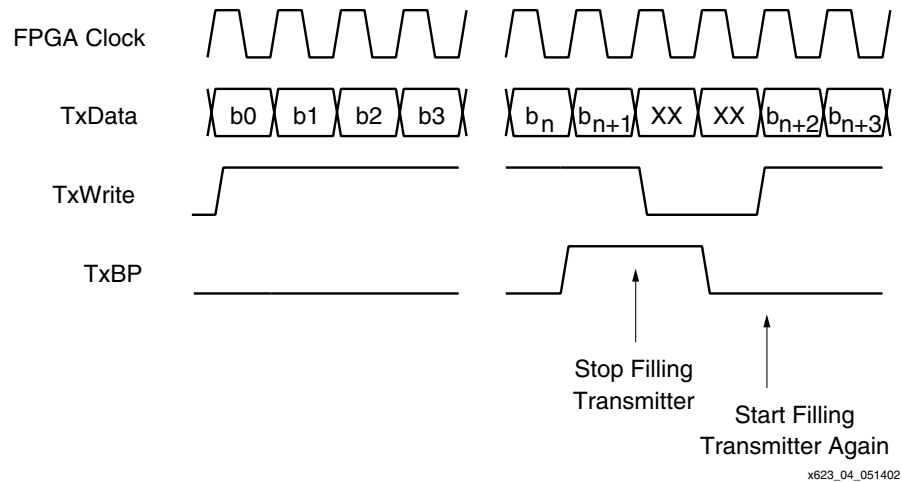 FPGA Clock
TxData b0 b1 b2 b3 bn bn+1 XX XX bn+2 bn+3
TxWrite
TxBP
Stop Filling
Transmitter
Start Filling
Transmitter Again
x623_04_051402